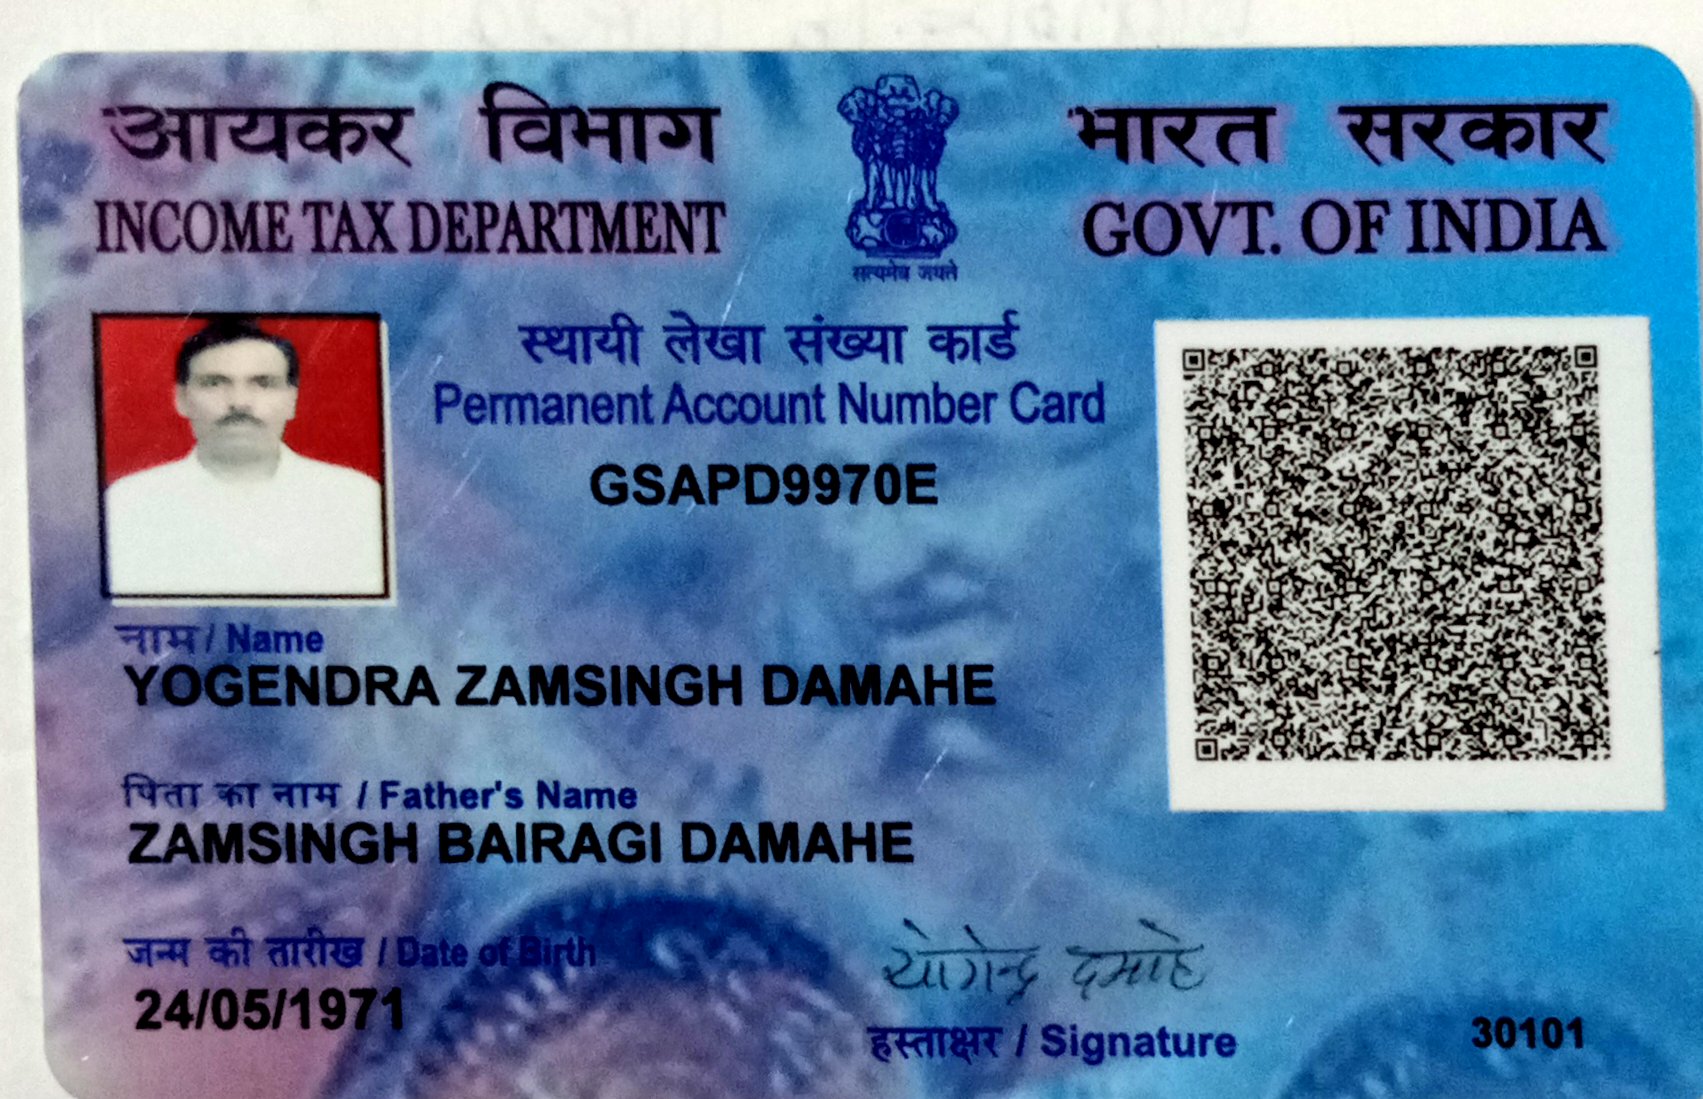 आयकर विभाग
INCOME TAX DEPARTMENT
सत्यमेव जयते
भारत सरकार
GOVT. OF INDIA
स्थायी लेखा संख्या कार्ड
Permanent Account Number Card
GSAPD9970E
नाम / Name
YOGENDRA ZAMSINGH DAMAHE
पिता का नाम / Father's Name
ZAMSINGH BAIRAGI DAMAHE
जन्म की तारीख / Date of Birth
24/05/1971
योगेन्द्र दमाहे
हस्ताक्षर / Signature
30101